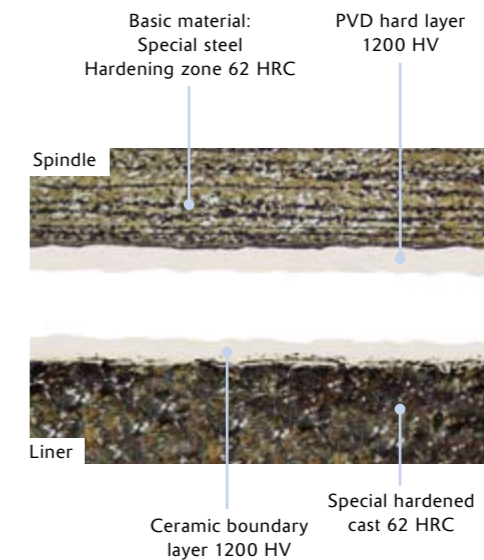 Basic material:
Special steel
Hardening zone 62 HRC
PVD hard layer
1200 HV
Spindle
Liner
Ceramic boundary
layer 1200 HV
Special hardened
cast 62 HRC